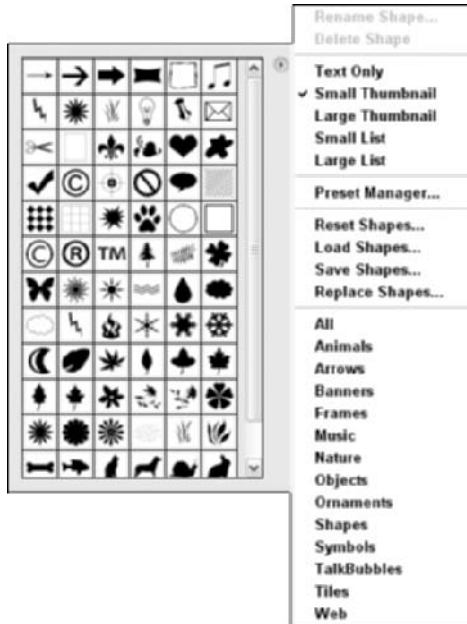 Rename Shape...
Delete Shape
Text Only
Small Thumbnail
Large Thumbnail
Small List
Large List
Preset Manager...
Reset Shapes...
Load Shapes...
Save Shapes...
Replace Shapes...
All
Animals
Arrows
Banners
Frames
Music
Nature
Objects
Ornaments
Shapes
Symbols
TalkBubbles
Tiles
Web
©
© ® TM